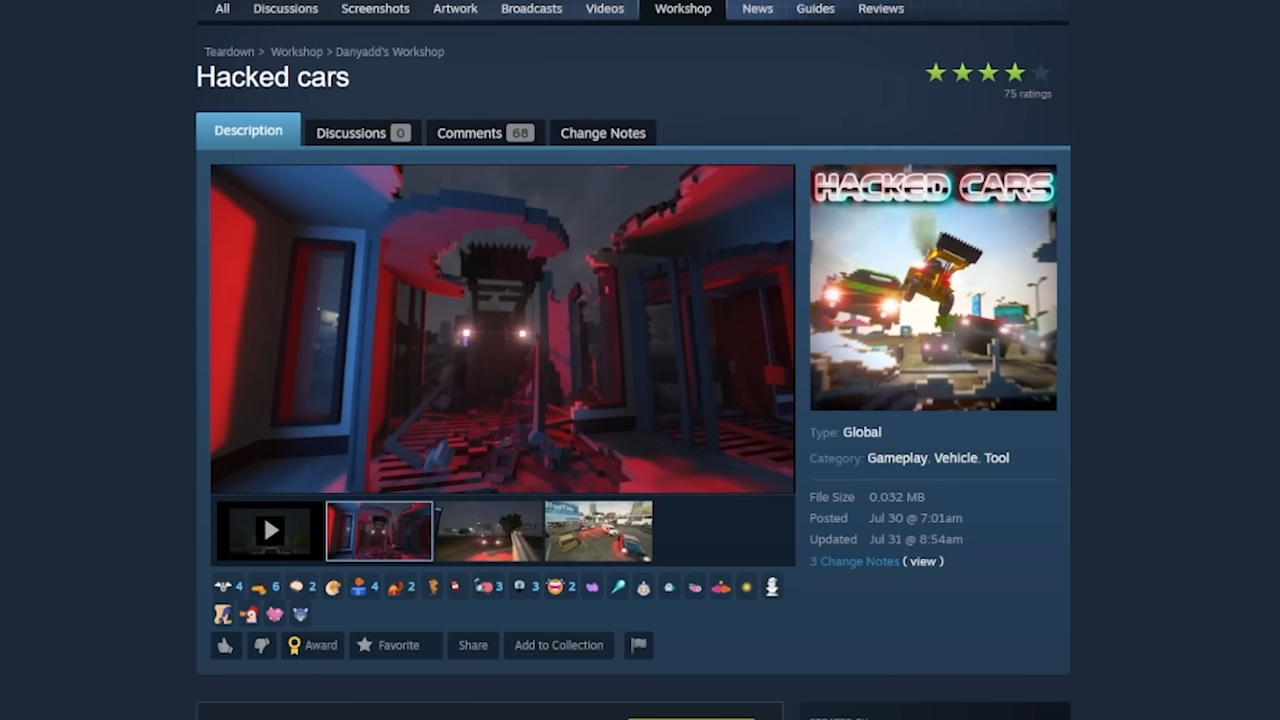 All Discussions Screenshots Artwork Broadcasts Videos Workshop News Guides Reviews
Teardown > Workshop > Danyadd's Workshop
Hacked cars
75 ratings
Description Discussions 0 Comments 68 Change Notes
HACKED CARS
Type: Global
Category: Gameplay, Vehicle, Tool
File Size 0.032 MB
Posted Jul 30 @ 7:01am
Updated Jul 31 @ 8:54am
3 Change Notes ( view )
4 6 2 4 2 3 3 2
Award Favorite Share Add to Collection